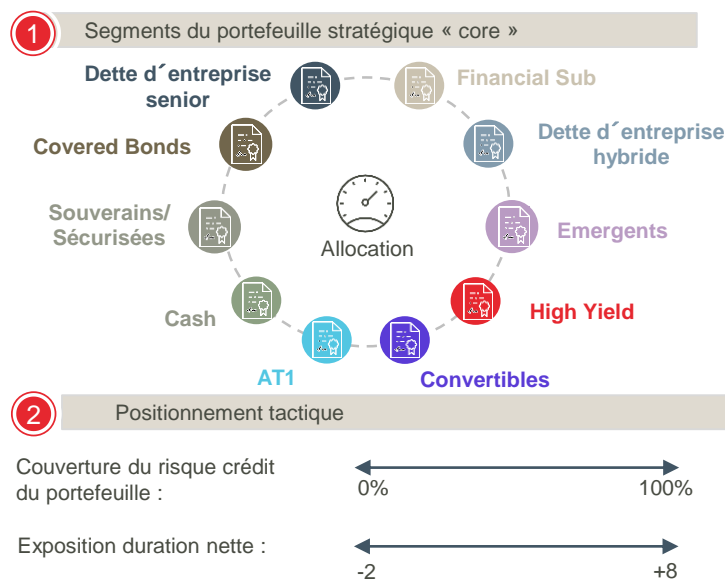 1
Segments du portefeuille stratégique « core »
Dette d´entreprise
senior
Financial Sub
Covered Bonds
Dette d´entreprise
hybride
Souverains/
Sécurisées
Allocation
Emergents
Cash
High Yield
AT1
Convertibles
2
Positionnement tactique
Couverture du risque crédit
du portefeuille :
0%
100%
Exposition duration nette :
-2
+8